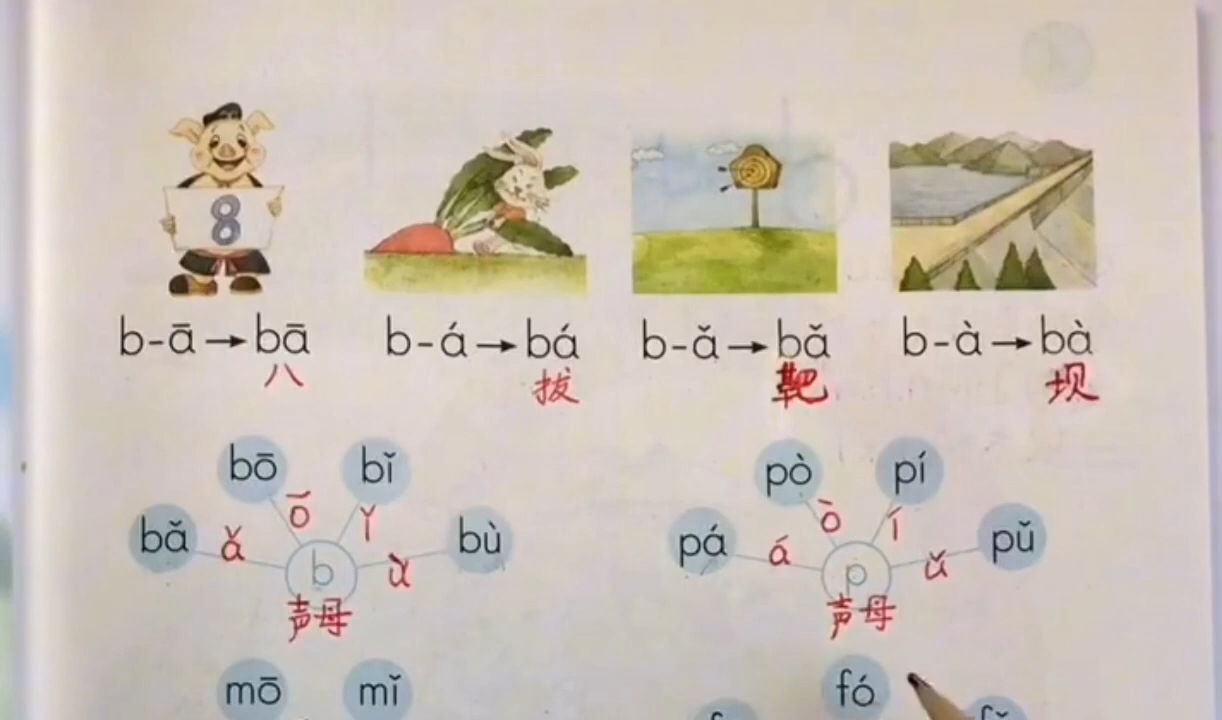 8
b-ā→bā b-á→bá b-ǎ→bǎ b-à→bà
八 拔 靶 坝
bō bǐ pò pí
ō ǐ ò í
bǎ ǎ b ù bù pá á p ǔ pǔ
声母 声母
mō mǐ fó